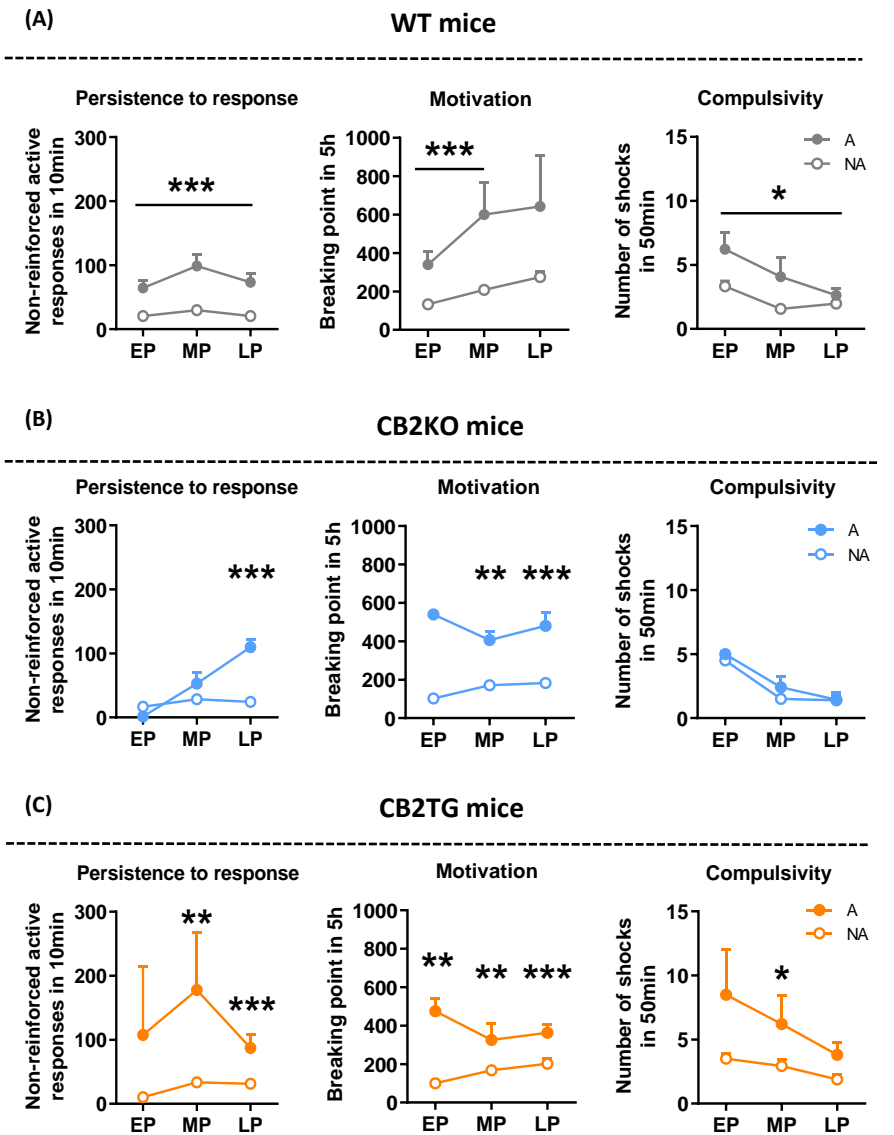 (A)
WT mice
Persistence to response
Motivation
Compulsivity
Non-reinforced active
responses in 10min
300
200
100
0
***
EP MP LP
Breaking point in 5h
1000
800
600
400
200
0
***
EP MP LP
Number of shocks
in 50min
15
10
5
0
*
A
NA
EP MP LP
(B)
CB2KO mice
Persistence to response
Motivation
Compulsivity
Non-reinforced active
responses in 10min
300
200
100
0
***
EP MP LP
Breaking point in 5h
1000
800
600
400
200
0
** ***
EP MP LP
Number of shocks
in 50min
15
10
5
0
A
NA
EP MP LP
(C)
CB2TG mice
Persistence to response
Motivation
Compulsivity
Non-reinforced active
responses in 10min
300
200
100
0
**
***
EP MP LP
Breaking point in 5h
1000
800
600
400
200
0
** ** ***
EP MP LP
Number of shocks
in 50min
15
10
5
0
*
A
NA
EP MP LP